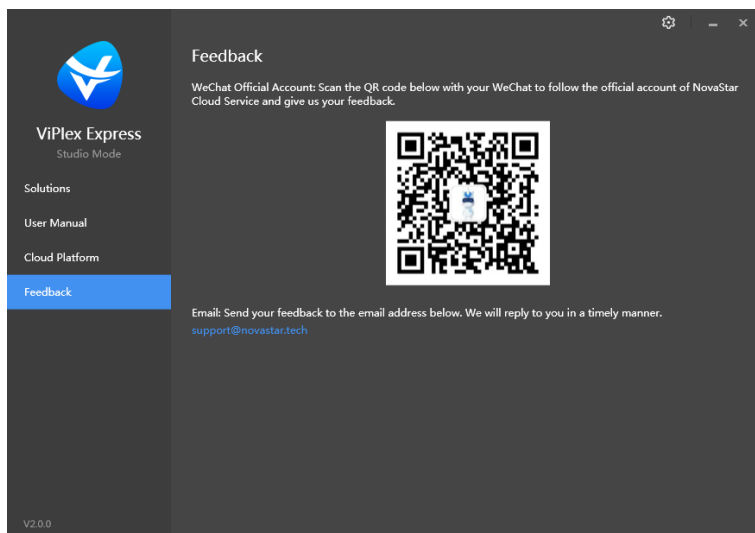 ViPlex Express
Studio Mode
Solutions
User Manual
Cloud Platform
Feedback
V2.0.0
Feedback
WeChat Official Account: Scan the QR code below with your WeChat to follow the official account of NovaStar
Cloud Service and give us your feedback.
Email: Send your feedback to the email address below. We will reply to you in a timely manner.
support@novastar.tech